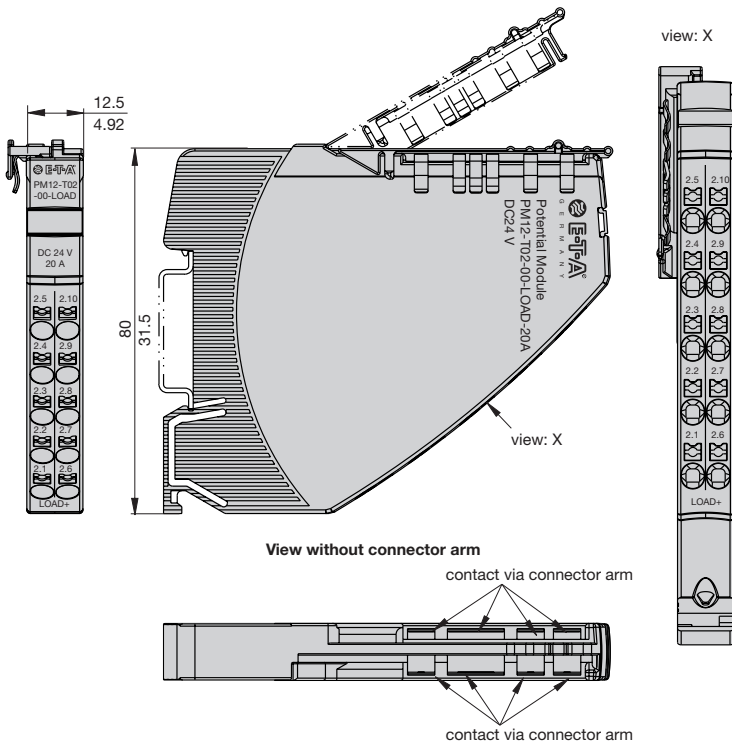 view: X
12.5
4.92
E-T-A
PM12-T02
-00-LOAD
DC 24 V
20 A
2.5 2.10
2.4 2.9
2.3 2.8
2.2 2.7
2.1 2.6
LOAD+
80
31.5
E-T-A®
GERMANY
Potential Module
PM12-T02-00-LOAD-20A
DC24 V
view: X
2.5 2.10
2.4 2.9
2.3 2.8
2.2 2.7
2.1 2.6
LOAD+
View without connector arm
contact via connector arm
contact via connector arm